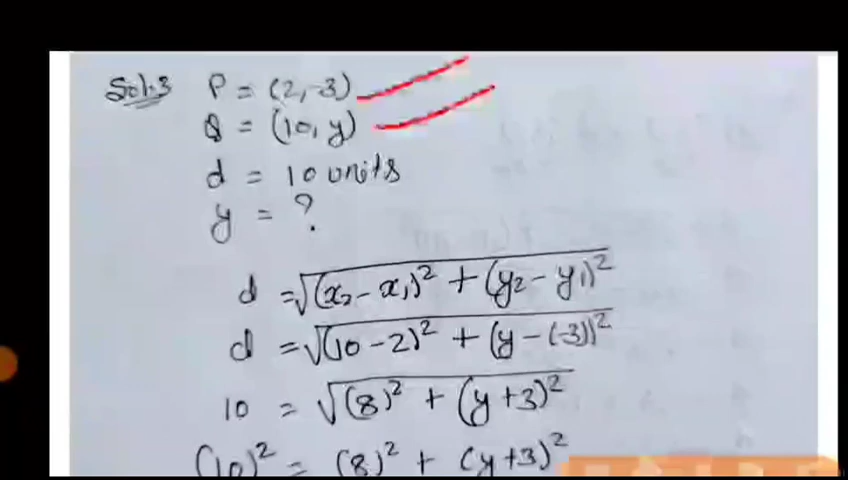 Sol.3 P = (2, -3)
Q = (10, y)
d = 10 units
y = ?
d = √(x₂ - x₁)² + (y₂ - y₁)²
d = √(10 - 2)² + (y - (-3))²
10 = √(8)² + (y + 3)²
(10)² = (8)² + (y + 3)²